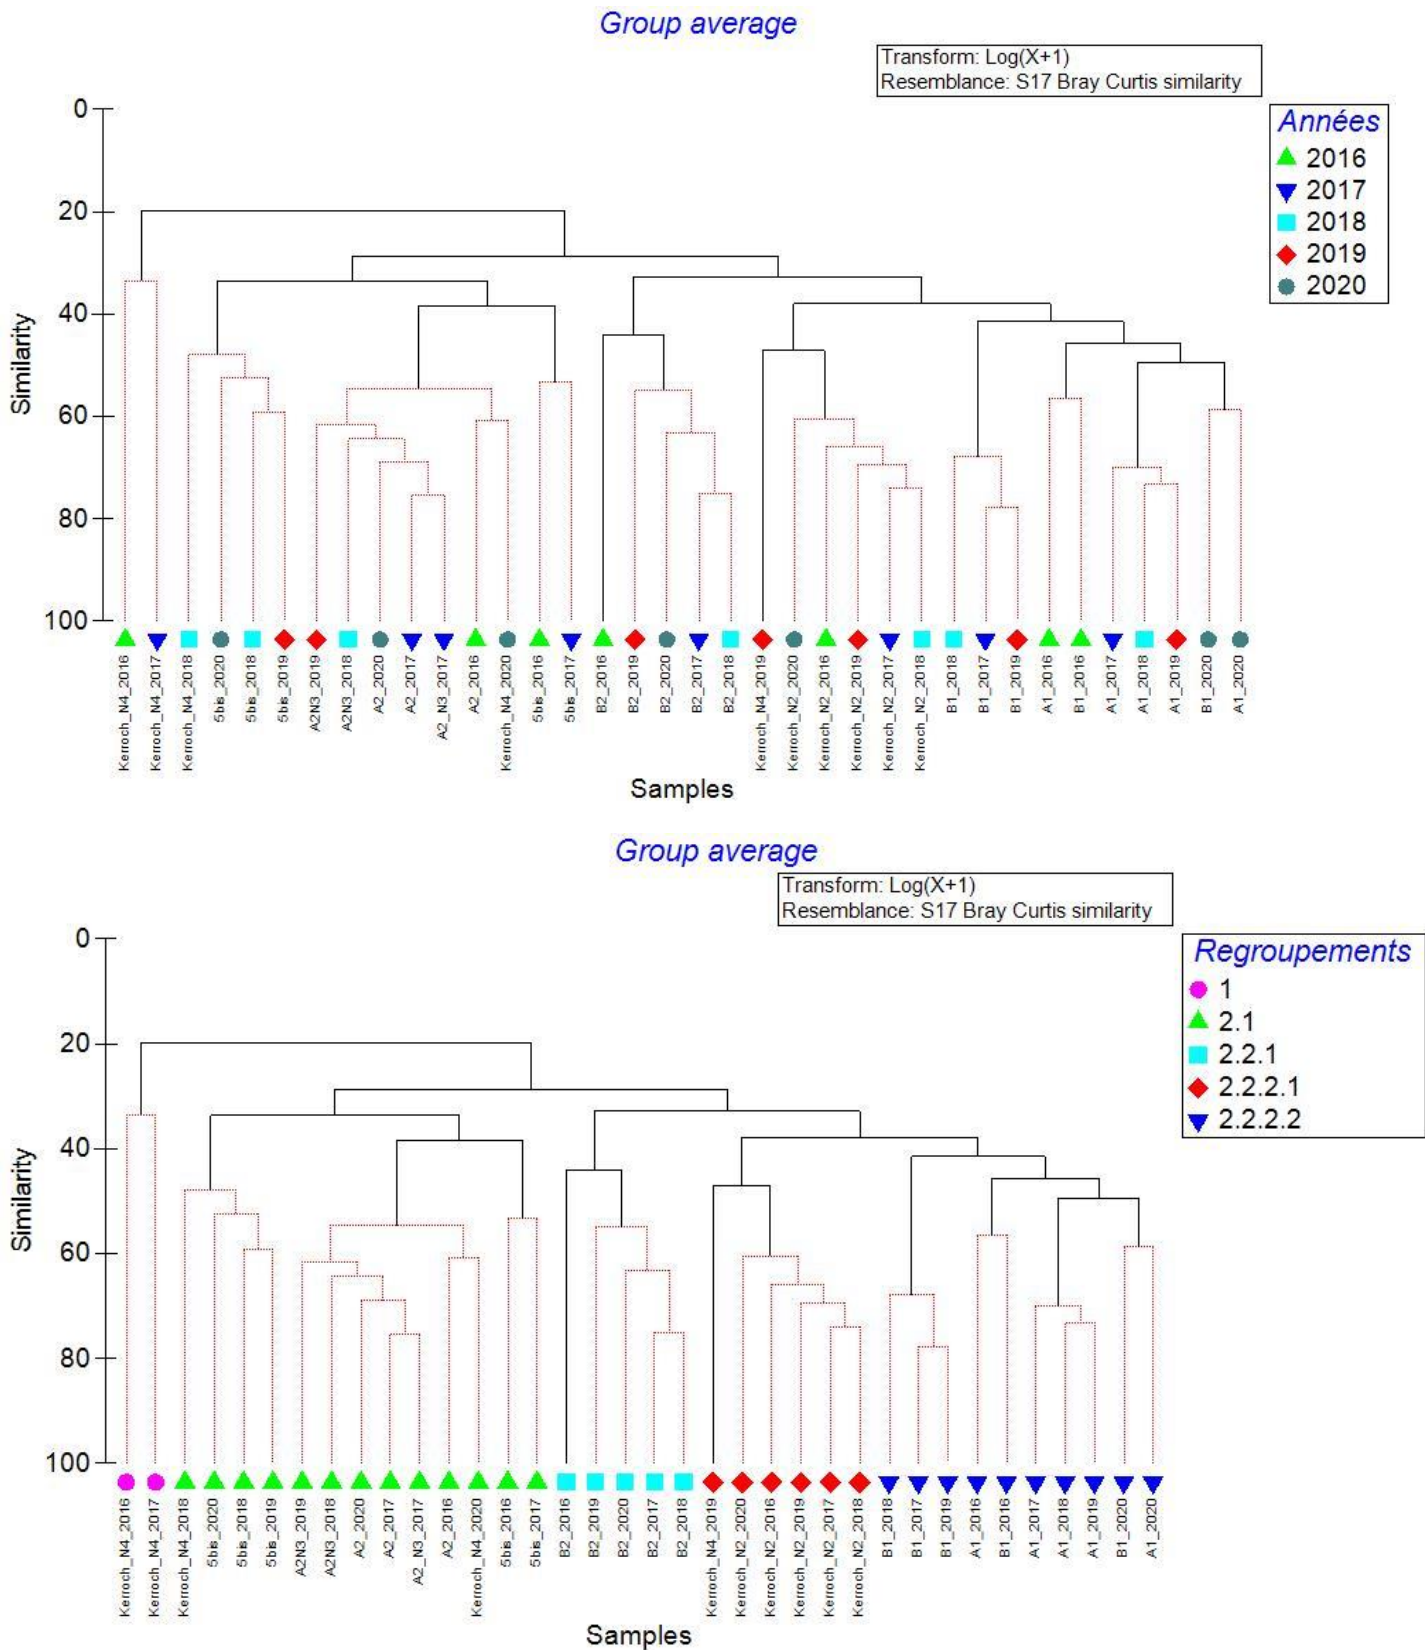 Group average
Transform: Log(X+1)
Resemblance: S17 Bray Curtis similarity
Années
2016
2017
2018
2019
2020
Similarity
0
20
40
60
80
100
Kerroch_N4_2016
Kerroch_N4_2017
Kerroch_N4_2018
5bis_2020
5bis_2018
5bis_2019
A2N3_2019
A2N3_2018
A2_2020
A2_2017
A2_N3_2017
A2_2016
Kerroch_N4_2020
5bis_2016
5bis_2017
B2_2016
B2_2019
B2_2020
B2_2017
B2_2018
Kerroch_N4_2019
Kerroch_N2_2020
Kerroch_N2_2016
Kerroch_N2_2019
Kerroch_N2_2017
Kerroch_N2_2018
B1_2018
B1_2017
B1_2019
A1_2016
B1_2016
A1_2017
A1_2018
A1_2019
B1_2020
A1_2020
Samples
Group average
Transform: Log(X+1)
Resemblance: S17 Bray Curtis similarity
Regroupements
1
2.1
2.2.1
2.2.2.1
2.2.2.2
Similarity
0
20
40
60
80
100
Kerroch_N4_2016
Kerroch_N4_2017
Kerroch_N4_2018
5bis_2020
5bis_2018
5bis_2019
A2N3_2019
A2N3_2018
A2_2020
A2_2017
A2_N3_2017
A2_2016
Kerroch_N4_2020
5bis_2016
5bis_2017
B2_2016
B2_2019
B2_2020
B2_2017
B2_2018
Kerroch_N4_2019
Kerroch_N2_2020
Kerroch_N2_2016
Kerroch_N2_2019
Kerroch_N2_2017
Kerroch_N2_2018
B1_2018
B1_2017
B1_2019
A1_2016
B1_2016
A1_2017
A1_2018
A1_2019
B1_2020
A1_2020
Samples